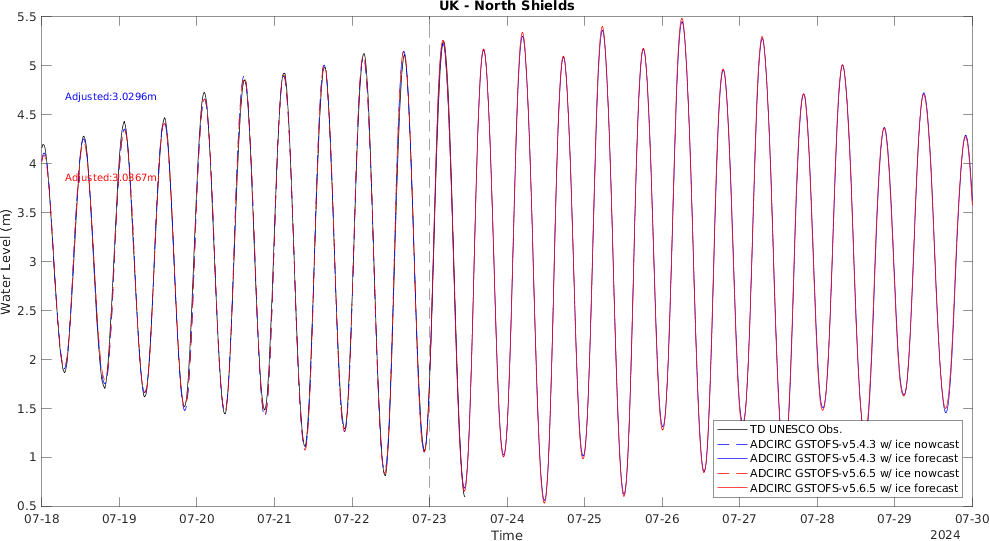 UK - North Shields
5.5
5
4.5
4
3.5
3
2.5
2
1.5
1
0.5
Water Level (m)
Adjusted:3.0296m
Adjusted:3.0367m
TD UNESCO Obs.
ADCIRC GSTOFS-v5.4.3 w/ ice nowcast
ADCIRC GSTOFS-v5.4.3 w/ ice forecast
ADCIRC GSTOFS-v5.6.5 w/ ice nowcast
ADCIRC GSTOFS-v5.6.5 w/ ice forecast
07-18 07-19 07-20 07-21 07-22 07-23 07-24 07-25 07-26 07-27 07-28 07-29 07-30
Time
2024